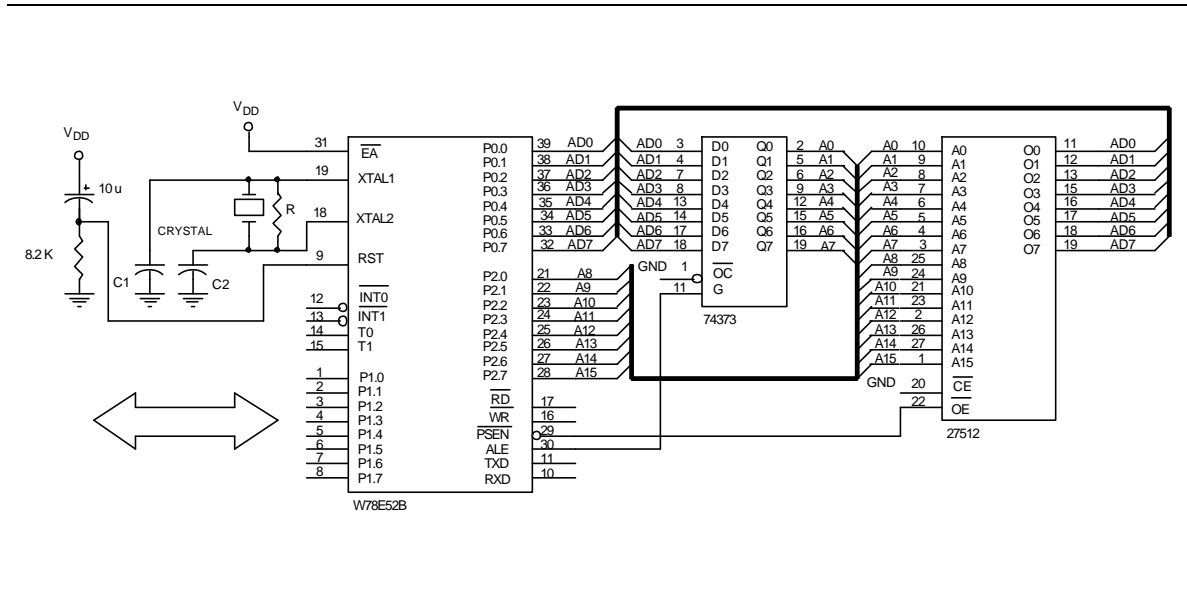 VDD
10u
8.2K
VDD
C1
CRYSTAL
C2
R
31 EA
19 XTAL1
18 XTAL2
9 RST
12 INT0
13 INT1
14 T0
15 T1
1 P1.0
2 P1.1
3 P1.2
4 P1.3
5 P1.4
6 P1.5
7 P1.6
8 P1.7
P0.0 39 AD0
P0.1 38 AD1
P0.2 37 AD2
P0.3 36 AD3
P0.4 35 AD4
P0.5 34 AD5
P0.6 33 AD6
P0.7 32 AD7
P2.0 21 A8
P2.1 22 A9
P2.2 23 A10
P2.3 24 A11
P2.4 25 A12
P2.5 26 A13
P2.6 27 A14
P2.7 28 A15
RD 17
WR 16
PSEN 29
ALE 30
TXD 11
RXD 10
W78E52B
AD0 3 D0 Q0 2 A0
AD1 4 D1 Q1 5 A1
AD2 7 D2 Q2 6 A2
AD3 8 D3 Q3 9 A3
AD4 13 D4 Q4 12 A4
AD5 14 D5 Q5 15 A5
AD6 17 D6 Q6 16 A6
AD7 18 D7 Q7 19 A7
GND 1 OC
11 G
74373
A0 10 A0 O0 11 AD0
A1 9 A1 O1 12 AD1
A2 8 A2 O2 13 AD2
A3 7 A3 O3 15 AD3
A4 6 A4 O4 16 AD4
A5 5 A5 O5 17 AD5
A6 4 A6 O6 18 AD6
A7 3 A7 O7 19 AD7
A8 25 A8
A9 24 A9
A10 21 A10
A11 23 A11
A12 2 A12
A13 26 A13
A14 27 A14
A15 1 A15
GND 20 CE
22 OE
27512